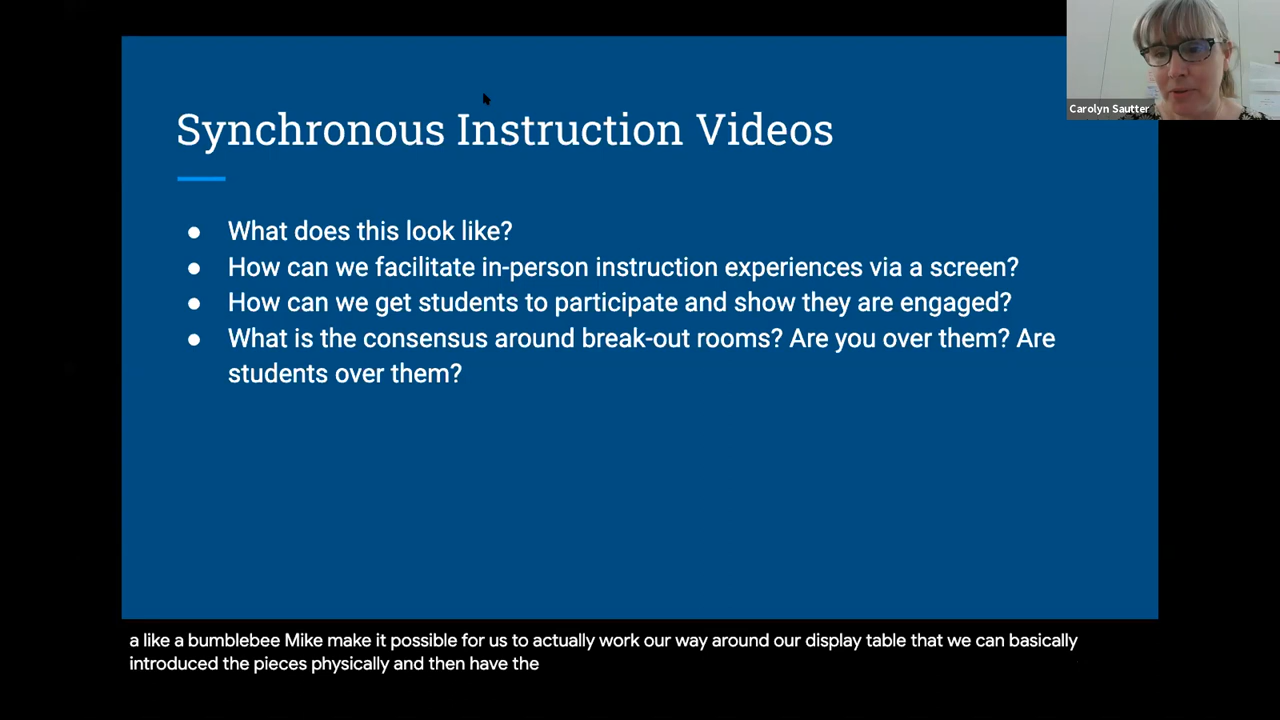 Carolyn Sautter
Synchronous Instruction Videos
● What does this look like?
● How can we facilitate in-person instruction experiences via a screen?
● How can we get students to participate and show they are engaged?
● What is the consensus around break-out rooms? Are you over them? Are
students over them?
a like a bumblebee Mike make it possible for us to actually work our way around our display table that we can basically
introduced the pieces physically and then have the